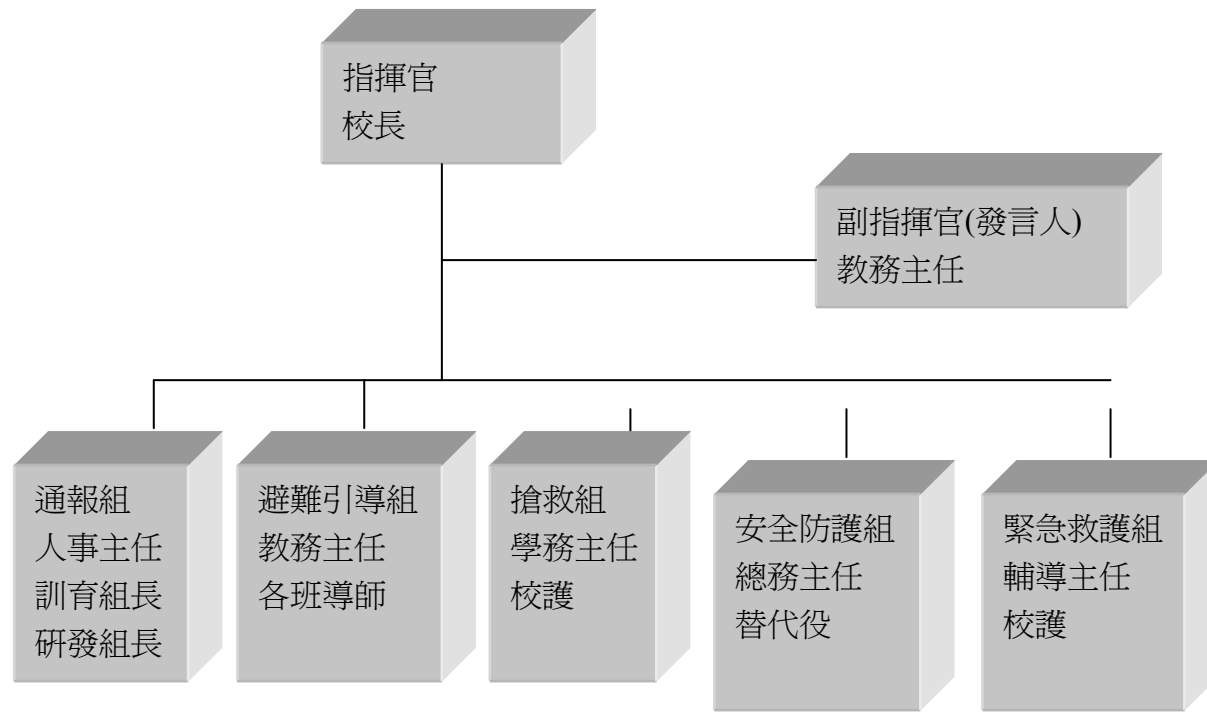 指揮官
校長
副指揮官(發言人)
教務主任
通報組
人事主任
訓育組長
研發組長
避難引導組
教務主任
各班導師
搶救組
學務主任
校護
安全防護組
總務主任
替代役
緊急救護組
輔導主任
校護